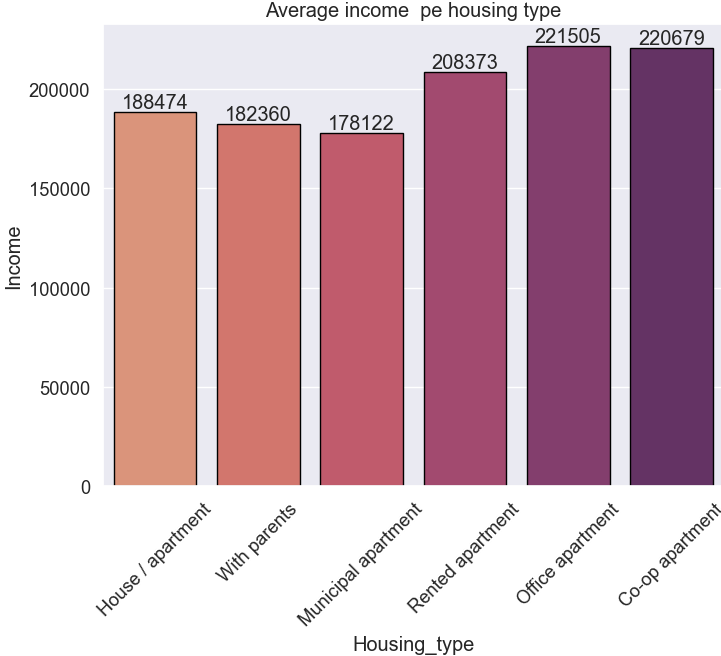 Average income  pe housing type
221505
220679
208373
188474
182360
178122
200000
150000
100000
50000
0
Income
House / apartment
With parents
Municipal apartment
Rented apartment
Office apartment
Co-op apartment
Housing_type